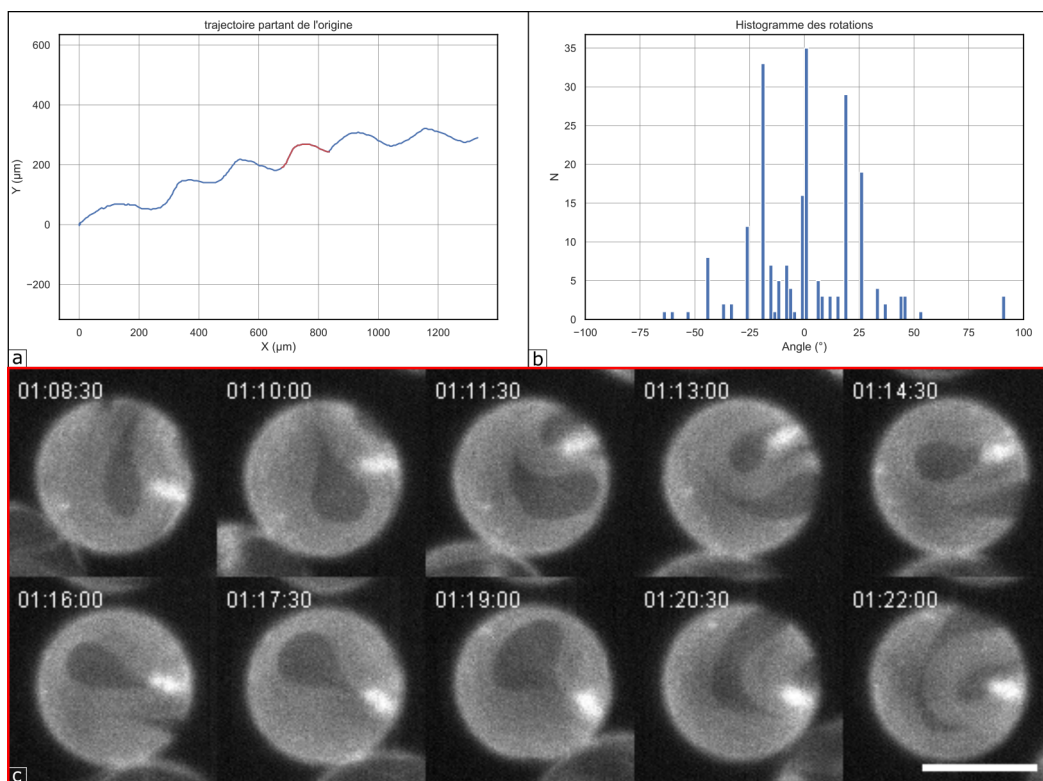 trajectoire partant de l'origine
600
400
200
0
−200
Y (µm)
0 200 400 600 800 1000 1200
X (µm)
a
Histogramme des rotations
35
30
25
20
15
10
5
0
N
−100 −75 −50 −25 0 25 50 75 100
Angle (°)
b
01:08:30 01:10:00 01:11:30 01:13:00 01:14:30
01:16:00 01:17:30 01:19:00 01:20:30 01:22:00
c